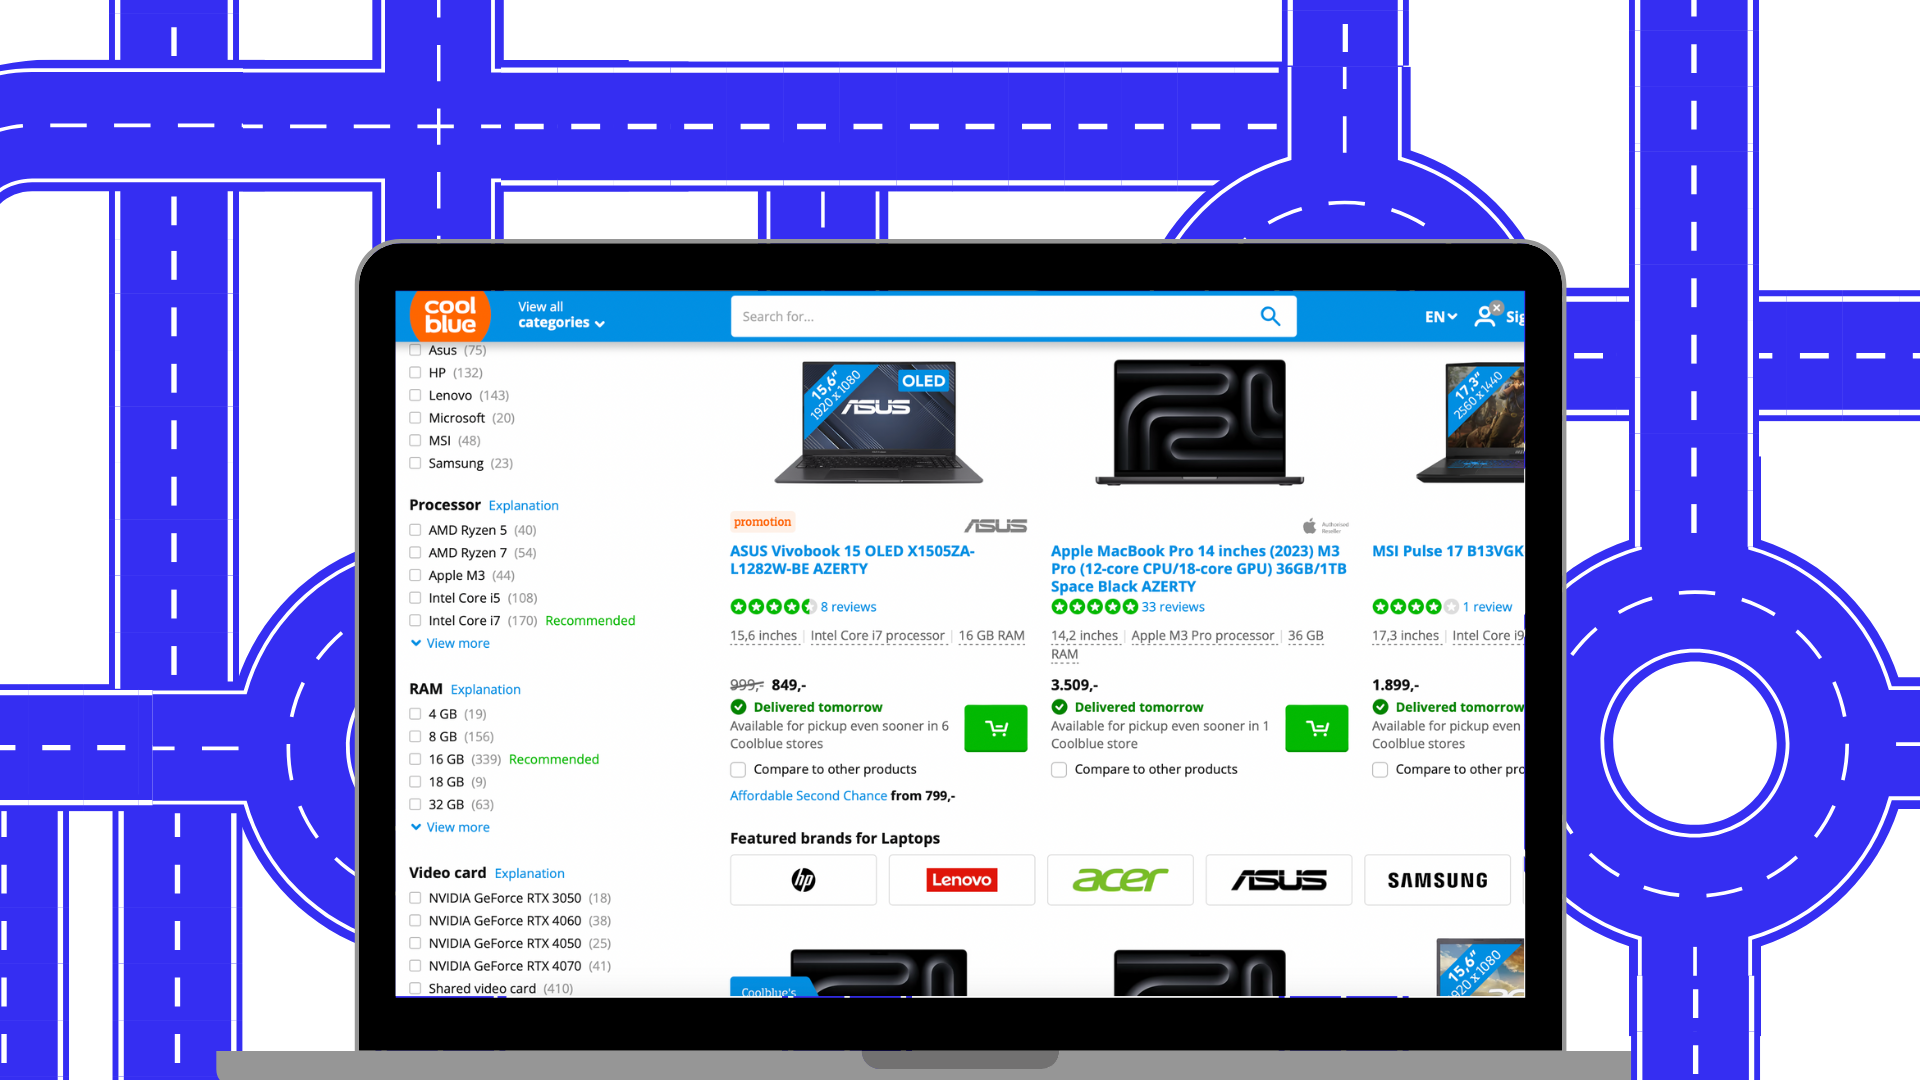 cool
blue
View all
categories
Search for...
EN
Sig
Asus (75)
HP (132)
Lenovo (143)
Microsoft (20)
MSI (48)
Samsung (23)
Processor Explanation
AMD Ryzen 5 (40)
AMD Ryzen 7 (54)
Apple M3 (44)
Intel Core i5 (108)
Intel Core i7 (170) Recommended
View more
RAM Explanation
4 GB (19)
8 GB (156)
16 GB (339) Recommended
18 GB (9)
32 GB (63)
View more
Video card Explanation
NVIDIA GeForce RTX 3050 (18)
NVIDIA GeForce RTX 4060 (38)
NVIDIA GeForce RTX 4050 (25)
NVIDIA GeForce RTX 4070 (41)
Shared video card (410)
15,6"
1920 x 1080
OLED
ASUS
promotion
ASUS
ASUS Vivobook 15 OLED X1505ZA-
L1282W-BE AZERTY
8 reviews
15,6 inches | Intel Core i7 processor | 16 GB RAM
999,- 849,-
Delivered tomorrow
Available for pickup even sooner in 6
Coolblue stores
Compare to other products
Affordable Second Chance from 799,-
Authorised
Reseller
Apple MacBook Pro 14 inches (2023) M3
Pro (12-core CPU/18-core GPU) 36GB/1TB
Space Black AZERTY
33 reviews
14,2 inches | Apple M3 Pro processor | 36 GB
RAM
3.509,-
Delivered tomorrow
Available for pickup even sooner in 1
Coolblue store
Compare to other products
17,3"
2560 x 1440
MSI Pulse 17 B13VGK
1 review
17,3 inches | Intel Core i9
1.899,-
Delivered tomorrow
Available for pickup even
Coolblue stores
Compare to other pro
Featured brands for Laptops
hp
Lenovo
acer
ASUS
SAMSUNG
Coolblue's
15,6"
920 x 1080